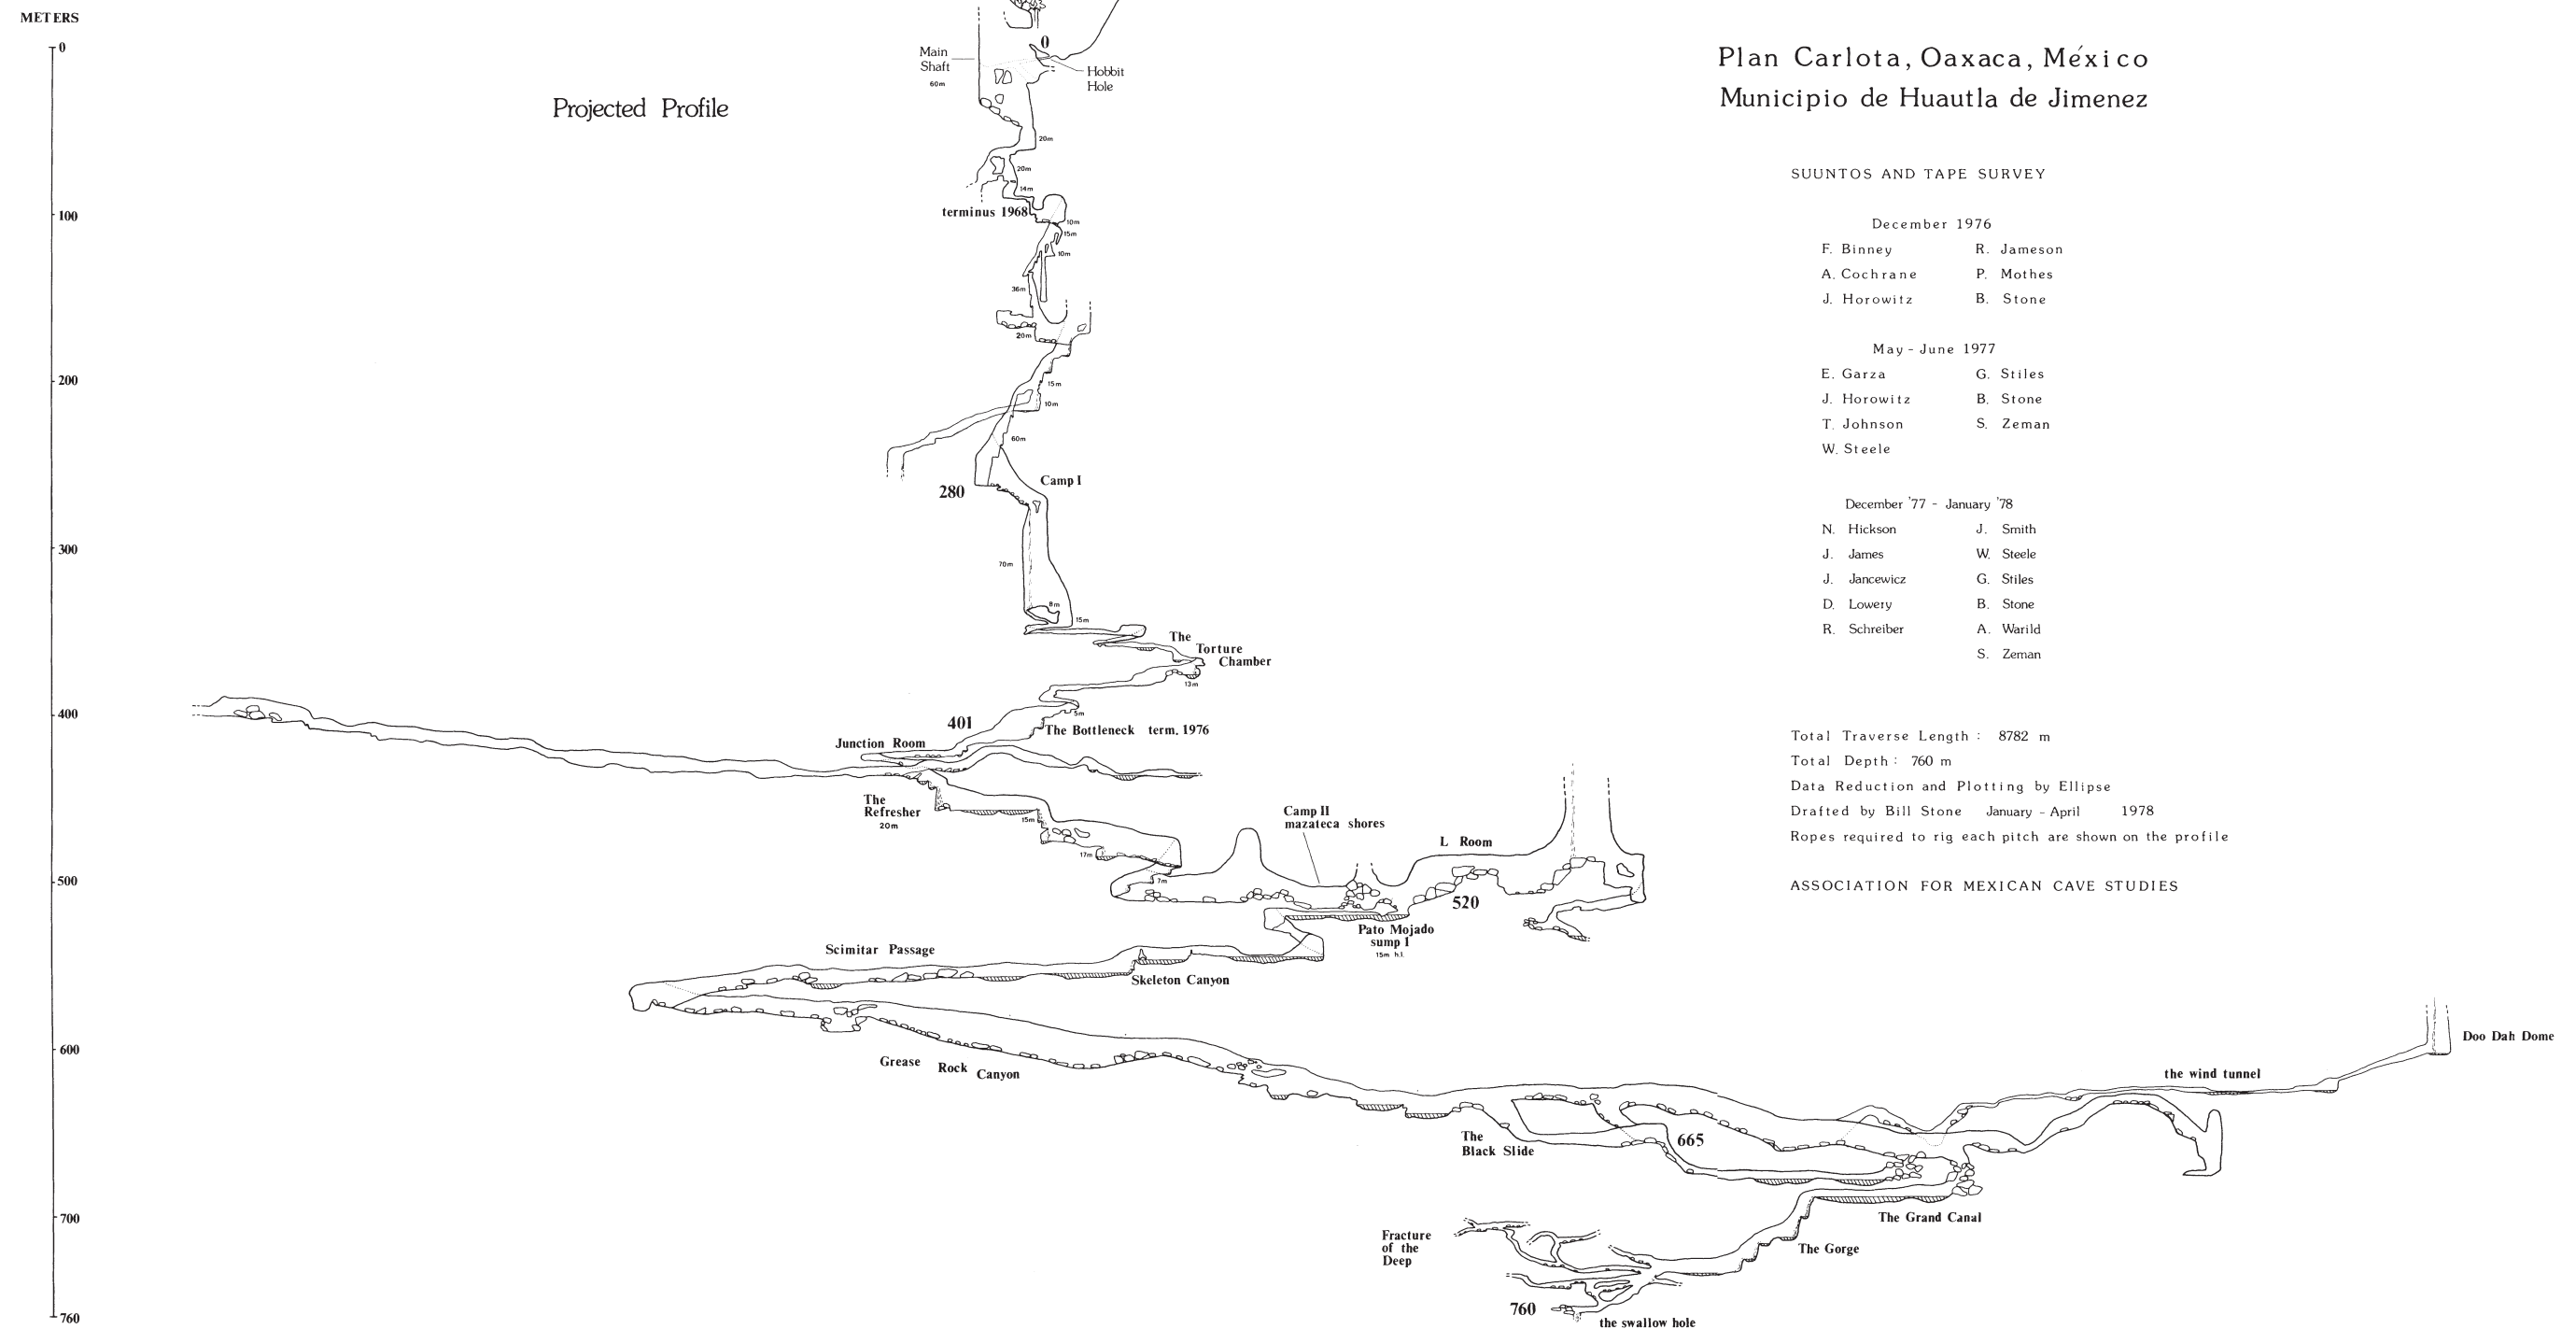 METERS
0
100
200
300
400
500
600
700
760
Projected Profile
Main
Shaft
60m
0
Hobbit
Hole
20m
20m
14m
terminus 1968
10m
15m
10m
36m
20m
15m
10m
60m
280
Camp I
70m
8m
15m
The
Torture
Chamber
13m
5m
401
The Bottleneck term. 1976
Junction Room
The
Refresher
20m
15m
17m
7m
Camp II
mazateca shores
L Room
520
Pato Mojado
sump I
15m h.l.
Scimitar Passage
Skeleton Canyon
Grease Rock Canyon
The
Black Slide
665
the wind tunnel
Doo Dah Dome
The Grand Canal
The Gorge
Fracture
of the
Deep
760
the swallow hole
Plan Carlota, Oaxaca, México
Municipio de Huautla de Jimenez
SUUNTOS AND TAPE SURVEY
December 1976
F. Binney R. Jameson
A. Cochrane P. Mothes
J. Horowitz B. Stone
May - June 1977
E. Garza G. Stiles
J. Horowitz B. Stone
T. Johnson S. Zeman
W. Steele
December '77 - January '78
N. Hickson J. Smith
J. James W. Steele
J. Jancewicz G. Stiles
D. Lowery B. Stone
R. Schreiber A. Warild
S. Zeman
Total Traverse Length : 8782 m
Total Depth : 760 m
Data Reduction and Plotting by Ellipse
Drafted by Bill Stone January - April 1978
Ropes required to rig each pitch are shown on the profile
ASSOCIATION FOR MEXICAN CAVE STUDIES